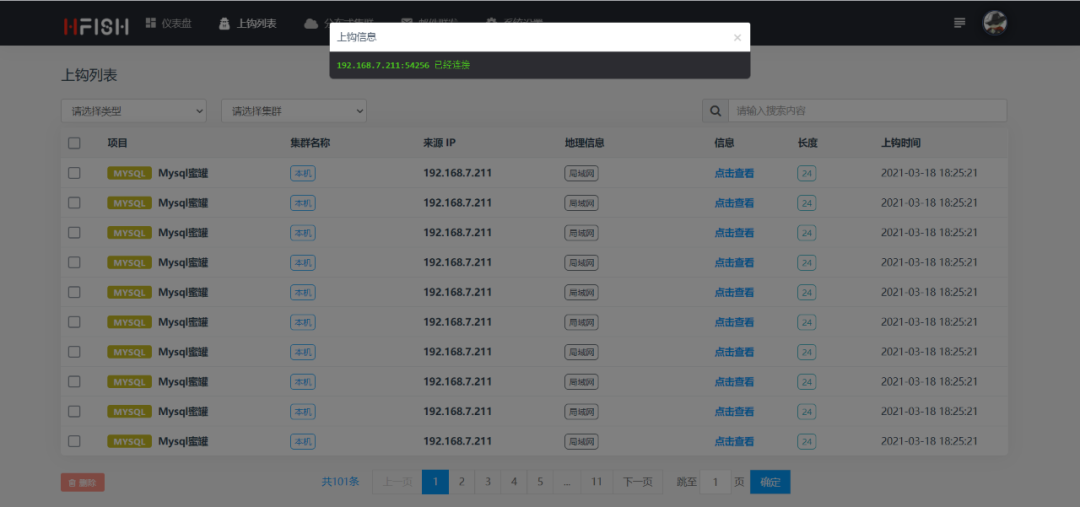 HFISH 仪表盘 上钩列表 分布式集群 邮件群发 系统设置
上钩信息 ×
192.168.7.211:54256 已经连接
上钩列表
请选择类型 请选择集群 请输入搜索内容
项目 集群名称 来源 IP 地理信息 信息 长度 上钩时间
MYSQL Mysql蜜罐 本机 192.168.7.211 局域网 点击查看 24 2021-03-18 18:25:21
MYSQL Mysql蜜罐 本机 192.168.7.211 局域网 点击查看 24 2021-03-18 18:25:21
MYSQL Mysql蜜罐 本机 192.168.7.211 局域网 点击查看 24 2021-03-18 18:25:21
MYSQL Mysql蜜罐 本机 192.168.7.211 局域网 点击查看 24 2021-03-18 18:25:21
MYSQL Mysql蜜罐 本机 192.168.7.211 局域网 点击查看 24 2021-03-18 18:25:21
MYSQL Mysql蜜罐 本机 192.168.7.211 局域网 点击查看 24 2021-03-18 18:25:21
MYSQL Mysql蜜罐 本机 192.168.7.211 局域网 点击查看 24 2021-03-18 18:25:21
MYSQL Mysql蜜罐 本机 192.168.7.211 局域网 点击查看 24 2021-03-18 18:25:21
MYSQL Mysql蜜罐 本机 192.168.7.211 局域网 点击查看 24 2021-03-18 18:25:21
MYSQL Mysql蜜罐 本机 192.168.7.211 局域网 点击查看 24 2021-03-18 18:25:21
删除 共101条 上一页 1 2 3 4 5 ... 11 下一页 跳至 1 页 确定